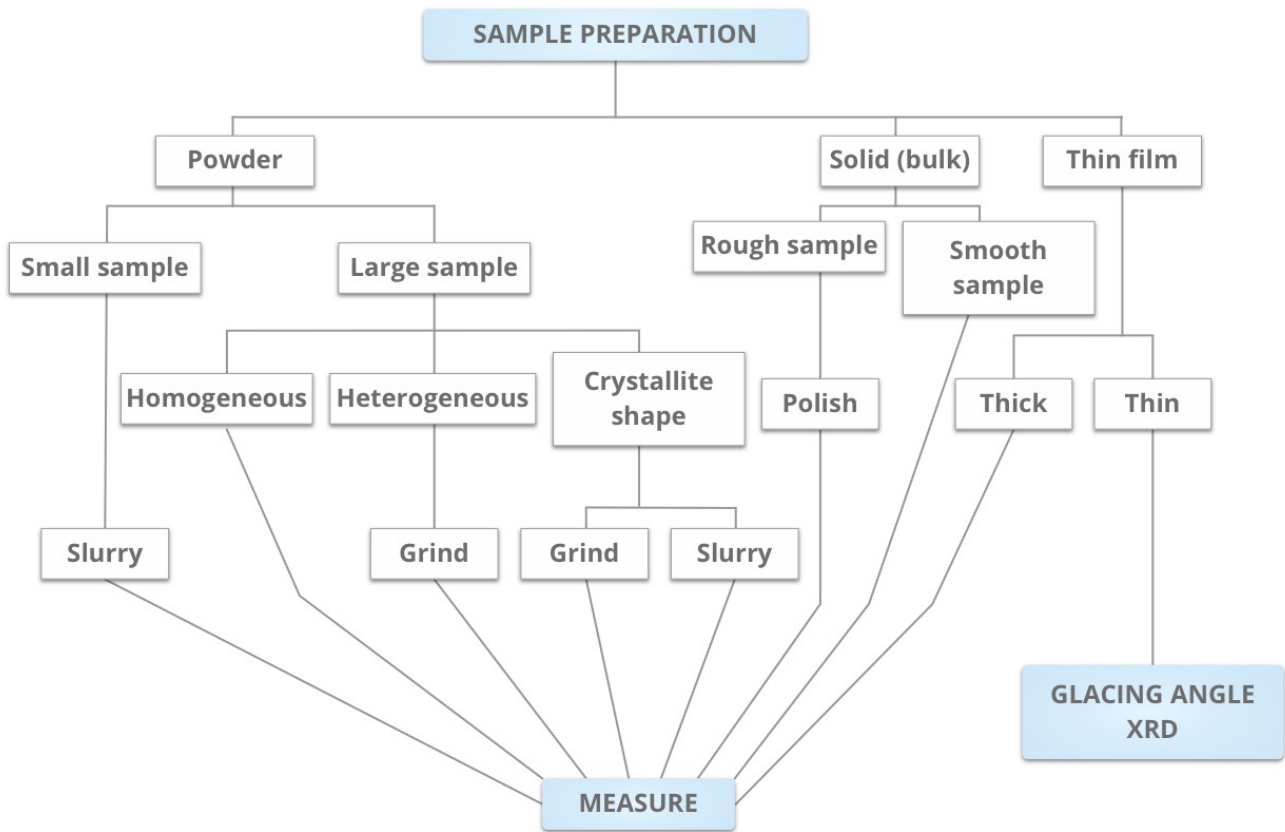 SAMPLE PREPARATION
Powder
Solid (bulk)
Thin film
Small sample
Large sample
Rough sample
Smooth
sample
Homogeneous
Heterogeneous
Crystallite
shape
Polish
Thick
Thin
Slurry
Grind
Grind
Slurry
GLACING ANGLE
XRD
MEASURE